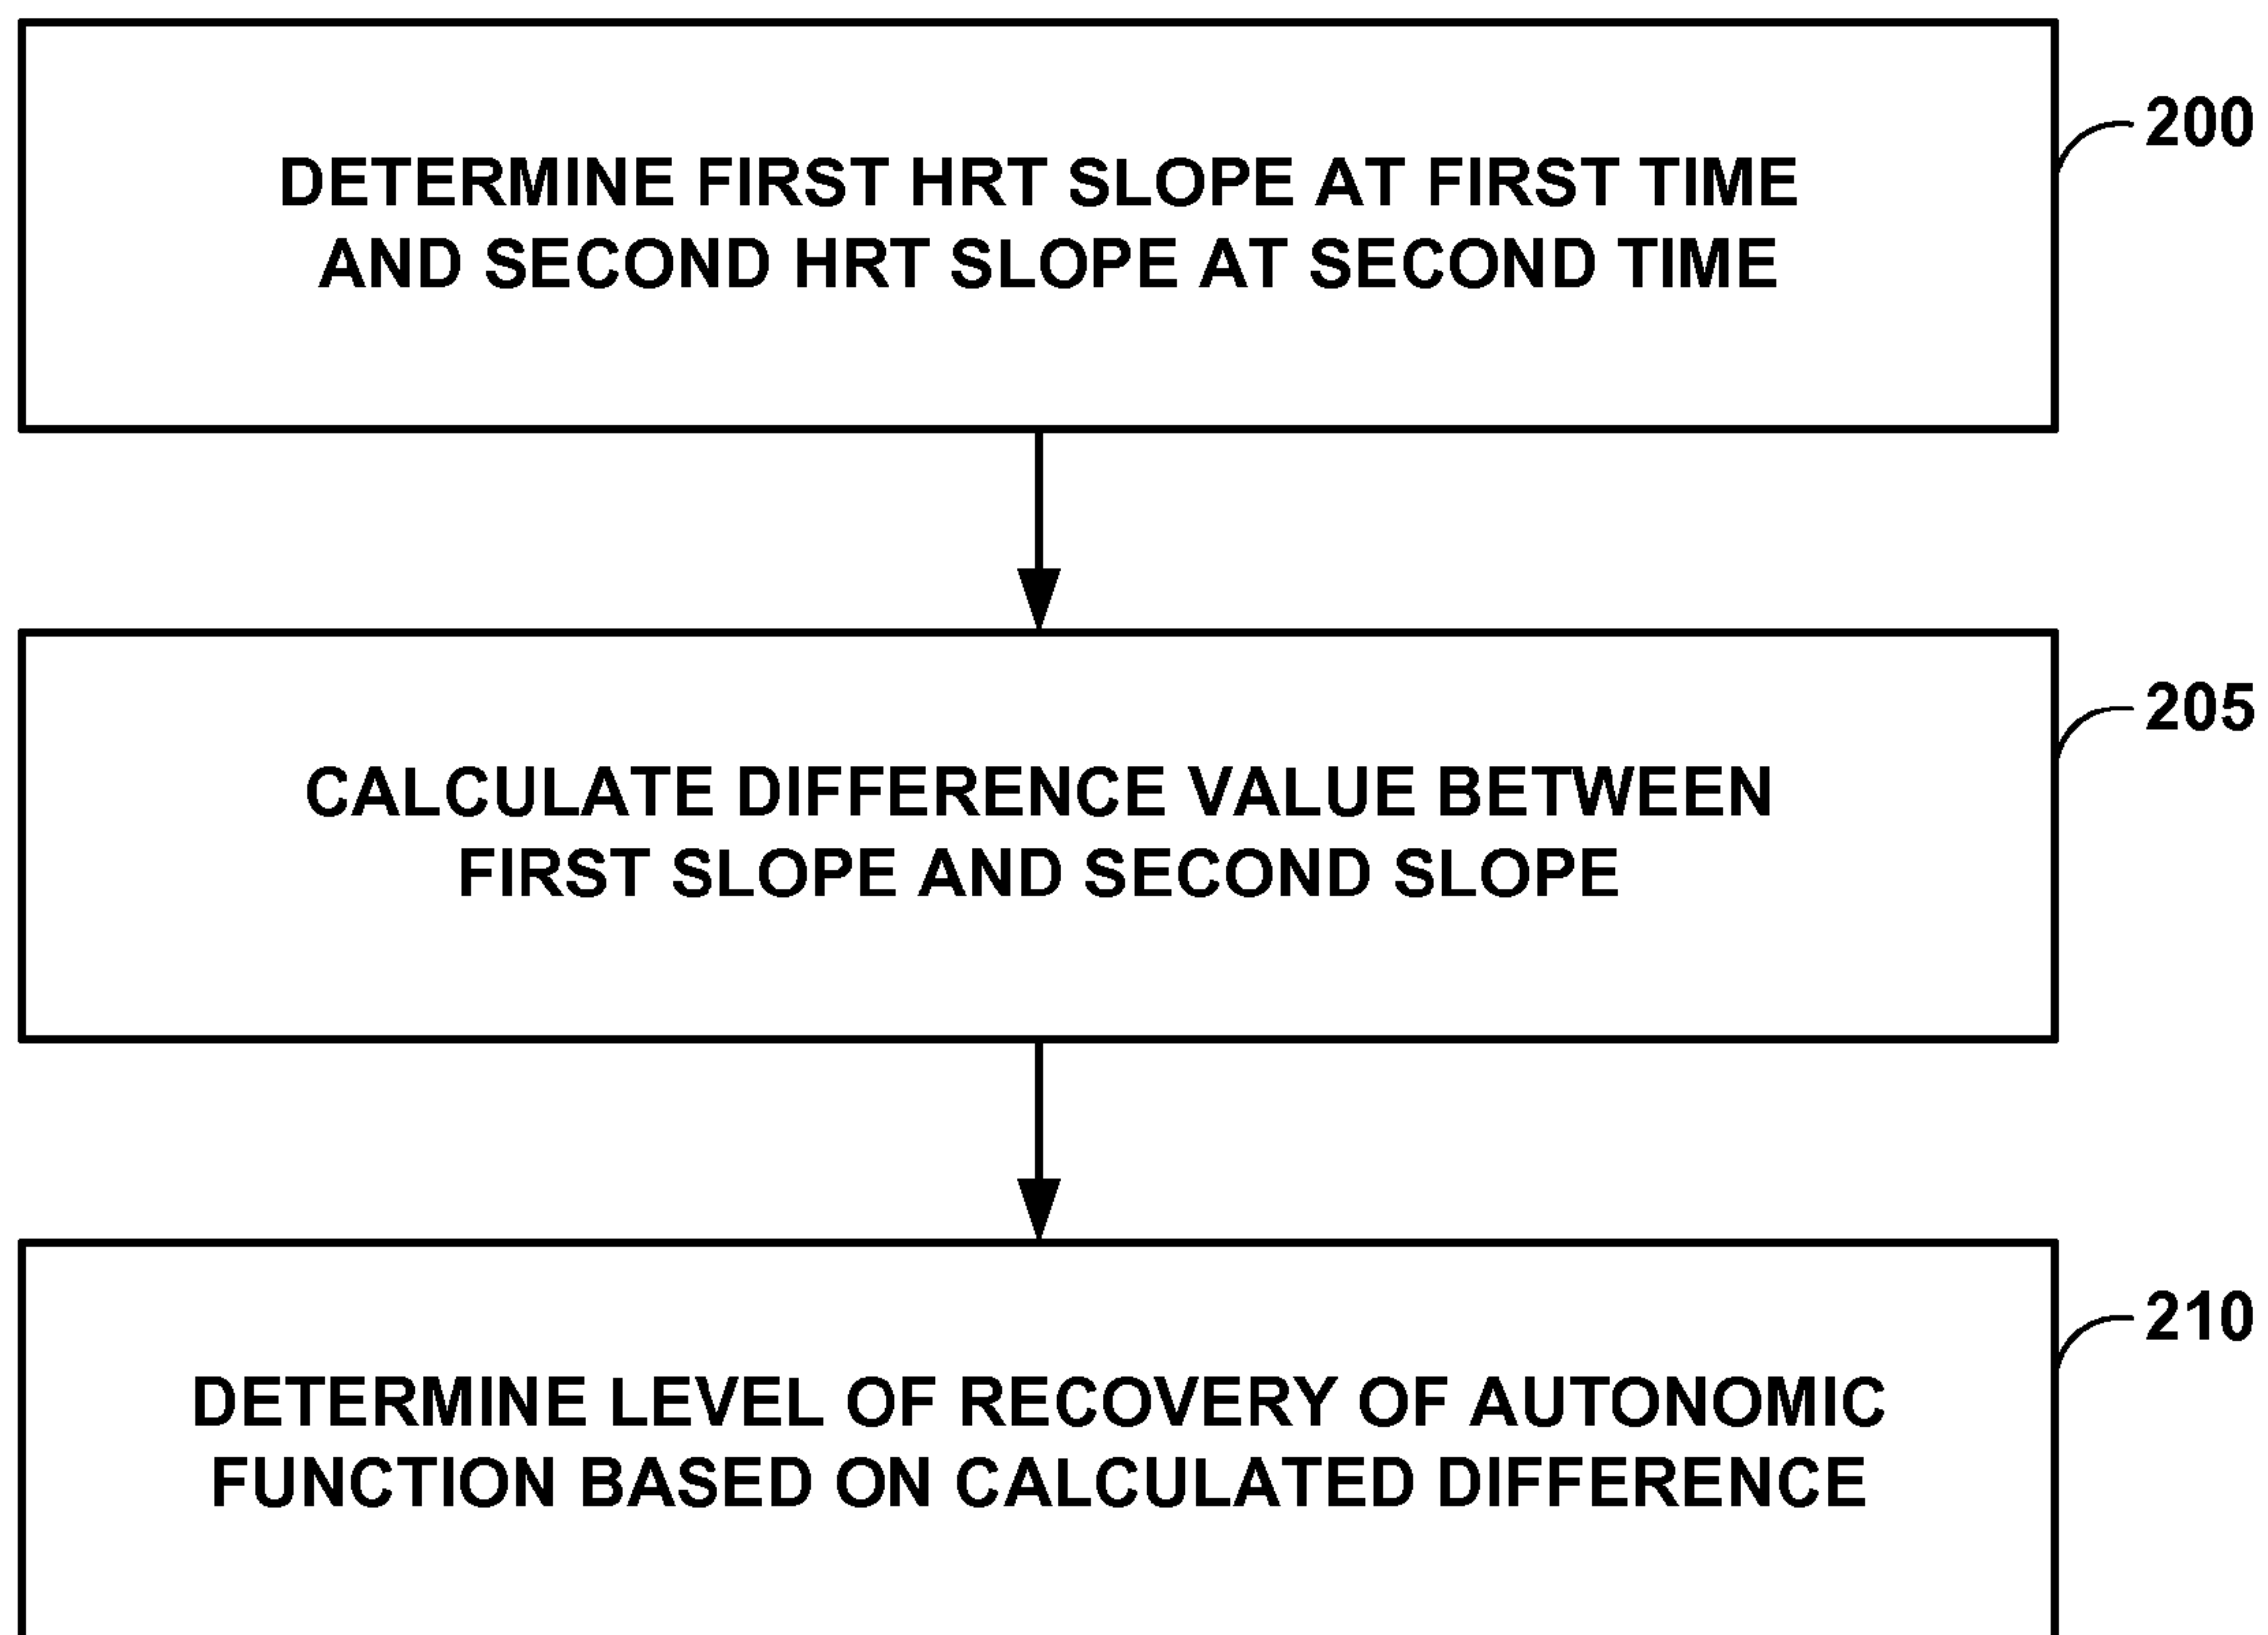 DETERMINE FIRST HRT SLOPE AT FIRST TIME
AND SECOND HRT SLOPE AT SECOND TIME
200
CALCULATE DIFFERENCE VALUE BETWEEN
FIRST SLOPE AND SECOND SLOPE
205
DETERMINE LEVEL OF RECOVERY OF AUTONOMIC
FUNCTION BASED ON CALCULATED DIFFERENCE
210